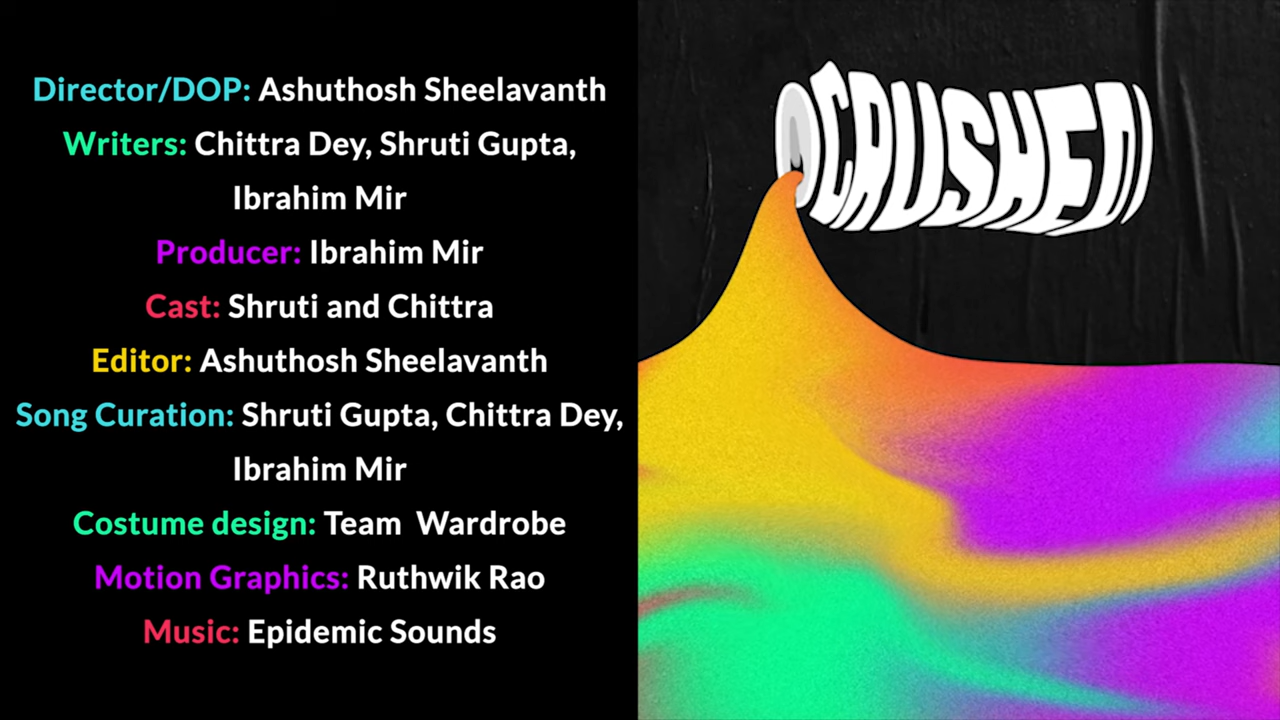 Director/DOP: Ashuthosh Sheelavanth
Writers: Chittra Dey, Shruti Gupta,
Ibrahim Mir
Producer: Ibrahim Mir
Cast: Shruti and Chittra
Editor: Ashuthosh Sheelavanth
Song Curation: Shruti Gupta, Chittra Dey,
Ibrahim Mir
Costume design: Team  Wardrobe
Motion Graphics: Ruthwik Rao
Music: Epidemic Sounds
CRUSHED